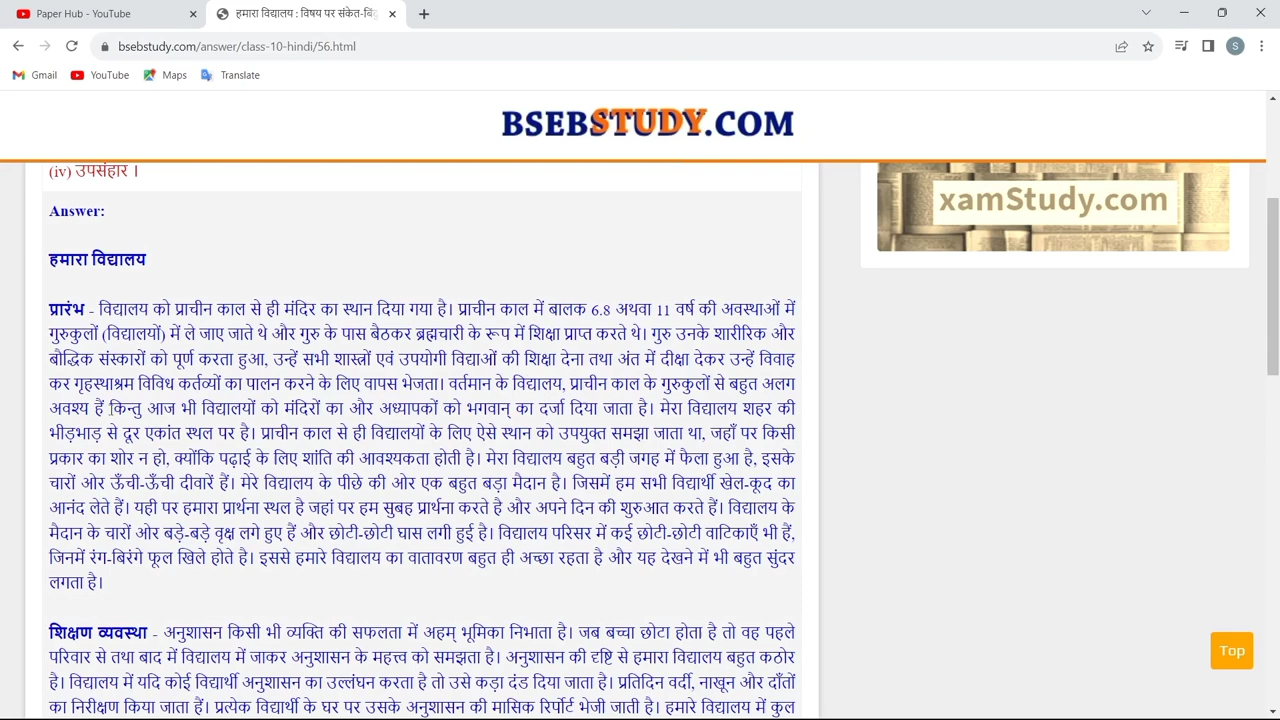 Paper Hub - YouTube
हमारा विद्यालय : विषय पर संकेत-बिंदु
bsebstudy.com/answer/class-10-hindi/56.html
S
Gmail YouTube Maps Translate
BSEBSTUDY.COM
(iv) उपसंहार ।
xamStudy.com
Answer:
हमारा विद्यालय
प्रारंभ - विद्यालय को प्राचीन काल से ही मंदिर का स्थान दिया गया है। प्राचीन काल में बालक 6.8 अथवा 11 वर्ष की अवस्थाओं में
गुरुकुलों (विद्यालयों) में ले जाए जाते थे और गुरु के पास बैठकर ब्रह्मचारी के रूप में शिक्षा प्राप्त करते थे। गुरु उनके शारीरिक और
बौद्धिक संस्कारों को पूर्ण करता हुआ, उन्हें सभी शास्त्रों एवं उपयोगी विद्याओं की शिक्षा देना तथा अंत में दीक्षा देकर उन्हें विवाह
कर गृहस्थाश्रम विविध कर्तव्यों का पालन करने के लिए वापस भेजता। वर्तमान के विद्यालय, प्राचीन काल के गुरुकुलों से बहुत अलग
अवश्य हैं किन्तु आज भी विद्यालयों को मंदिरों का और अध्यापकों को भगवान् का दर्जा दिया जाता है। मेरा विद्यालय शहर की
भीड़भाड़ से दूर एकांत स्थल पर है। प्राचीन काल से ही विद्यालयों के लिए ऐसे स्थान को उपयुक्त समझा जाता था, जहाँ पर किसी
प्रकार का शोर न हो, क्योंकि पढ़ाई के लिए शांति की आवश्यकता होती है। मेरा विद्यालय बहुत बड़ी जगह में फैला हुआ है, इसके
चारों ओर ऊँची-ऊँची दीवारें हैं। मेरे विद्यालय के पीछे की ओर एक बहुत बड़ा मैदान है। जिसमें हम सभी विद्यार्थी खेल-कूद का
आनंद लेते हैं। यही पर हमारा प्रार्थना स्थल है जहां पर हम सुबह प्रार्थना करते है और अपने दिन की शुरुआत करते हैं। विद्यालय के
मैदान के चारों ओर बड़े-बड़े वृक्ष लगे हुए हैं और छोटी-छोटी घास लगी हुई है। विद्यालय परिसर में कई छोटी-छोटी वाटिकाएँ भी हैं,
जिनमें रंग-बिरंगे फूल खिले होते है। इससे हमारे विद्यालय का वातावरण बहुत ही अच्छा रहता है और यह देखने में भी बहुत सुंदर
लगता है।
शिक्षण व्यवस्था - अनुशासन किसी भी व्यक्ति की सफलता में अहम् भूमिका निभाता है। जब बच्चा छोटा होता है तो वह पहले
परिवार से तथा बाद में विद्यालय में जाकर अनुशासन के महत्त्व को समझता है। अनुशासन की दृष्टि से हमारा विद्यालय बहुत कठोर
है। विद्यालय में यदि कोई विद्यार्थी अनुशासन का उल्लंघन करता है तो उसे कड़ा दंड दिया जाता है। प्रतिदिन वर्दी, नाखून और दाँतों
का निरीक्षण किया जाता हैं। प्रत्येक विद्यार्थी के घर पर उसके अनुशासन की मासिक रिर्पोर्ट भेजी जाती है। हमारे विद्यालय में कुल
Top